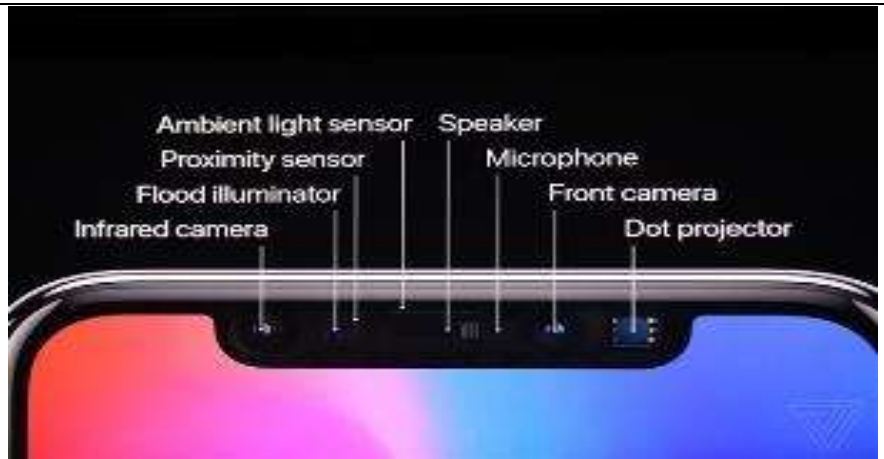 Ambient light sensor Speaker
Proximity sensor Microphone
Flood illuminator Front camera
Infrared camera Dot projector